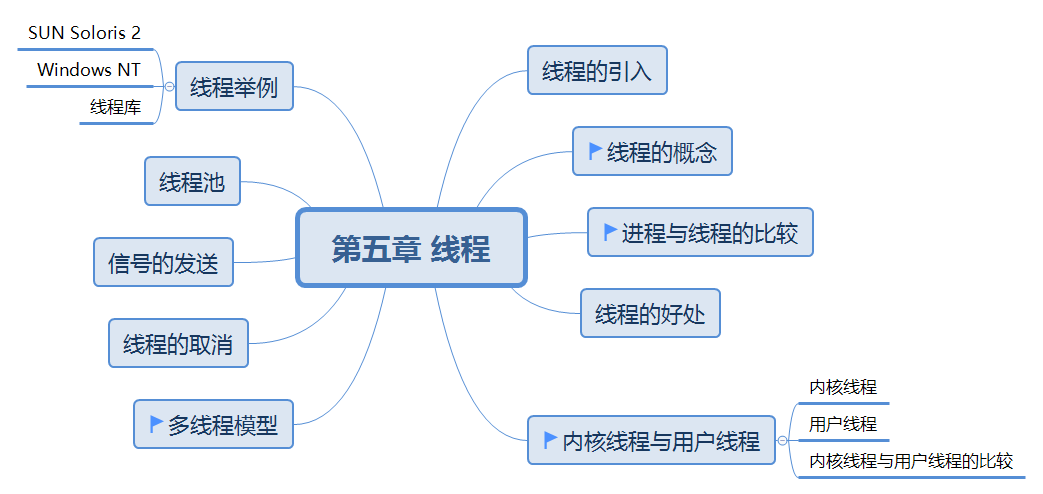 SUN Soloris 2
Windows NT
线程库
线程举例
线程池
信号的发送
线程的取消
多线程模型
第五章 线程
线程的引入
线程的概念
进程与线程的比较
线程的好处
内核线程与用户线程
内核线程
用户线程
内核线程与用户线程的比较